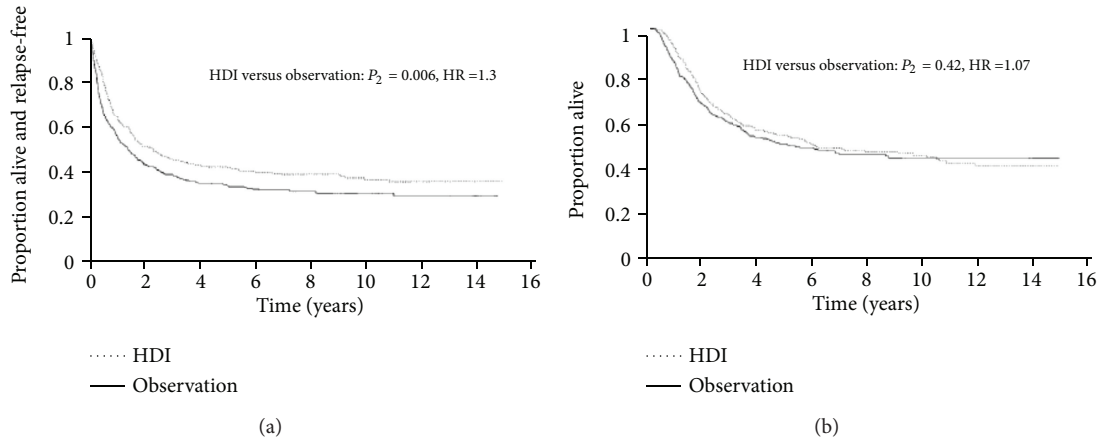 Proportion alive and relapse-free
1
0.8
0.6
0.4
0.2
0
HDI versus observation: P2 = 0.006, HR =1.3
0 2 4 6 8 10 12 14 16
Time (years)
HDI
Observation
(a)
Proportion alive
1
0.8
0.6
0.4
0.2
0
HDI versus observation: P2 = 0.42, HR =1.07
0 2 4 6 8 10 12 14 16
Time (years)
HDI
Observation
(b)